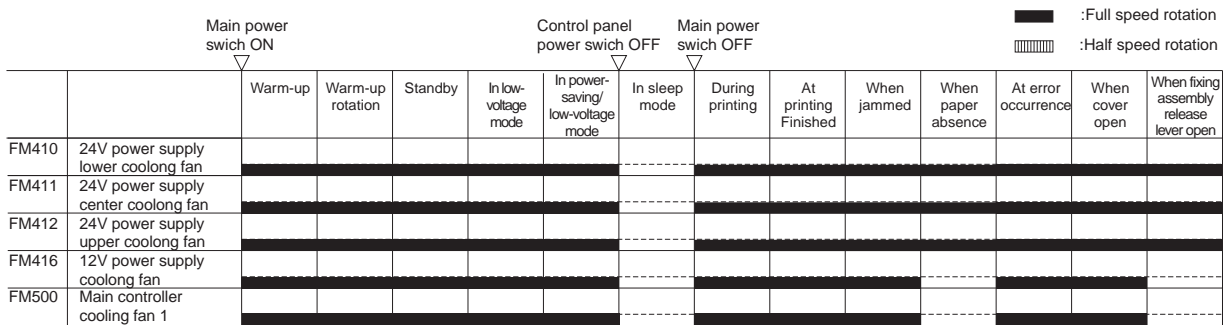 Main power
swich ON
Control panel
power swich OFF
Main power
swich OFF
:Full speed rotation
:Half speed rotation
Warm-up
Warm-up
rotation
Standby
In low-
voltage
mode
In power-
saving/
low-voltage
mode
In sleep
mode
During
printing
At
printing
Finished
When
jammed
When
paper
absence
At error
occurrence
When
cover
open
When fixing
assembly
release
lever open
FM410
24V power supply
lower coolong fan
FM411
24V power supply
center coolong fan
FM412
24V power supply
upper coolong fan
FM416
12V power supply
coolong fan
FM500
Main controller
cooling fan 1